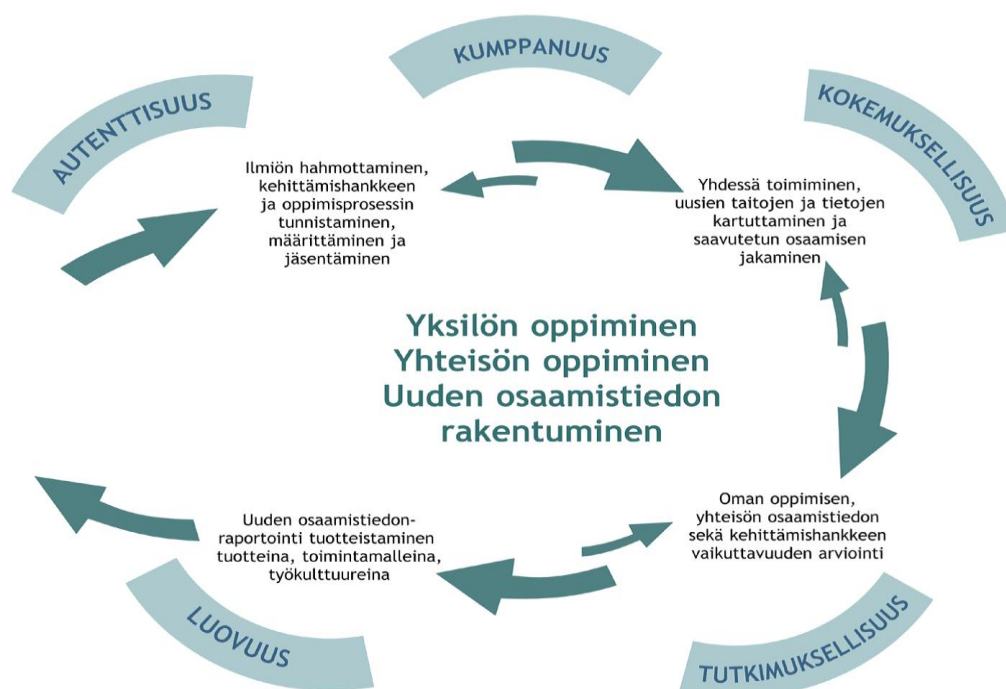 KUMPPANUUS
AUTENTTISUUS
KOKEMUKSELLISUUS
Ilmiön hahmottaminen,
kehittämishankkeen
ja oppimisprosessin
tunnistaminen,
määrittäminen ja
jäsentäminen
Yhdessä toimiminen,
uusien taitojen ja tietojen
kartuttaminen ja
saavutetun osaamisen
jakaminen
Yksilön oppiminen
Yhteisön oppiminen
Uuden osaamistiedon
rakentuminen
Uuden osaamistiedon-
raportointi tuotteistaminen
tuotteina, toimintamalleina,
työkulttuureina
Oman oppimisen,
yhteisön osaamistiedon
sekä kehittämishankkeen
vaikuttavuuden arviointi
LUOVUUS
TUTKIMUKSELLISUUS